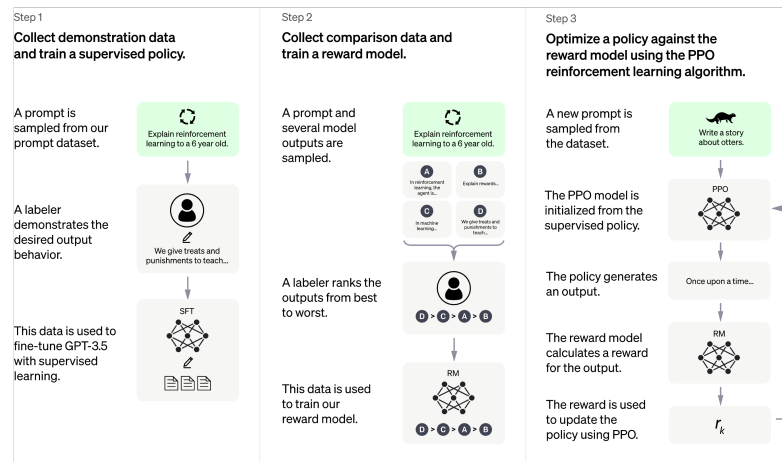 Step 1
Collect demonstration data
and train a supervised policy.
A prompt is
sampled from our
prompt dataset.
Explain reinforcement
learning to a 6 year old.
A labeler
demonstrates the
desired output
behavior.
We give treats and
punishments to teach...
This data is used to
fine-tune GPT-3.5
with supervised
learning.
SFT
Step 2
Collect comparison data and
train a reward model.
A prompt and
several model
outputs are
sampled.
Explain reinforcement
learning to a 6 year old.
A
In reinforcement
learning, the
agent is...
B
Explain rewards...
C
In machine
learning...
D
We give treats and
punishments to
teach...
A labeler ranks the
outputs from best
to worst.
D > C > A > B
This data is used
to train our
reward model.
RM
D > C > A > B
Step 3
Optimize a policy against the
reward model using the PPO
reinforcement learning algorithm.
A new prompt is
sampled from
the dataset.
Write a story
about otters.
The PPO model is
initialized from the
supervised policy.
PPO
The policy generates
an output.
Once upon a time...
The reward model
calculates a reward
for the output.
RM
The reward is used
to update the
policy using PPO.
rk